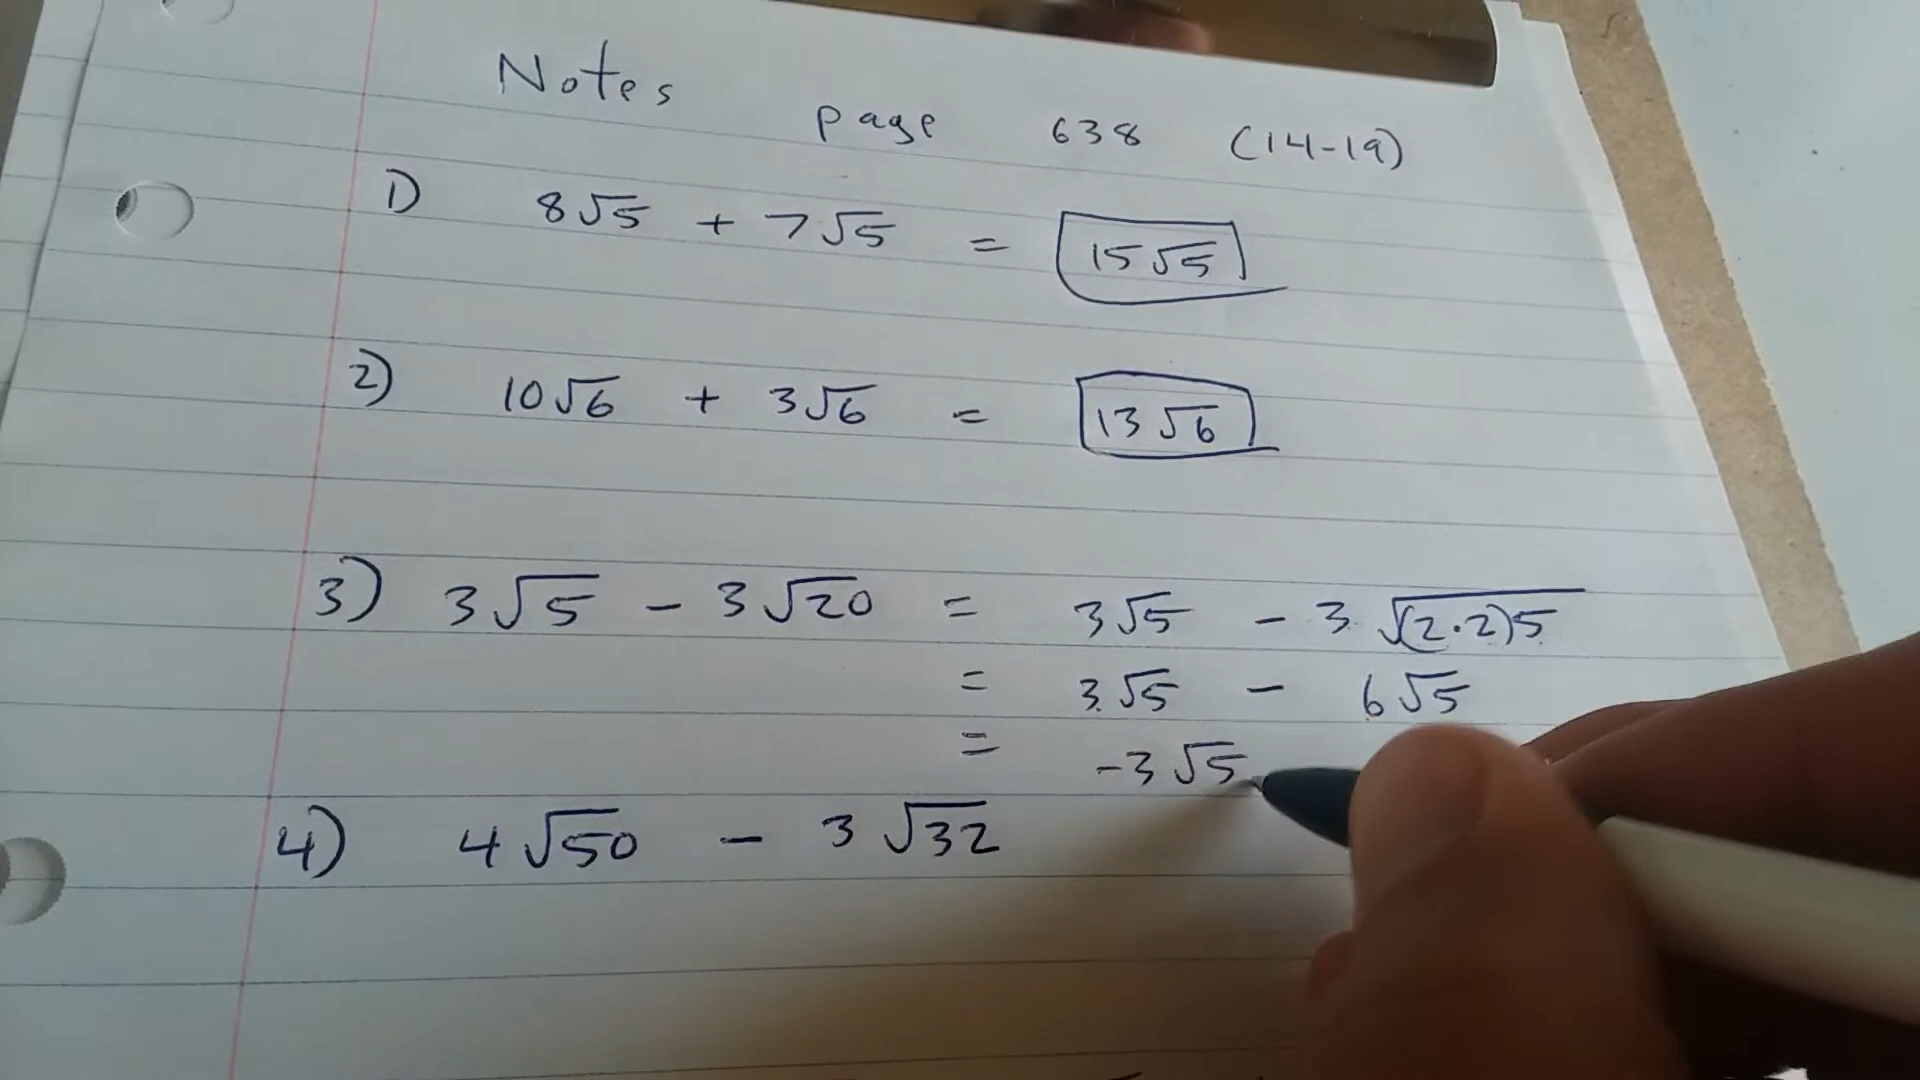 Notes page 638 (14-19)
1) 8√5 + 7√5 = 15√5
2) 10√6 + 3√6 = 13√6
3) 3√5 - 3√20 = 3√5 - 3√(2·2)5
= 3√5 - 6√5
= -3√5
4) 4√50 - 3√32